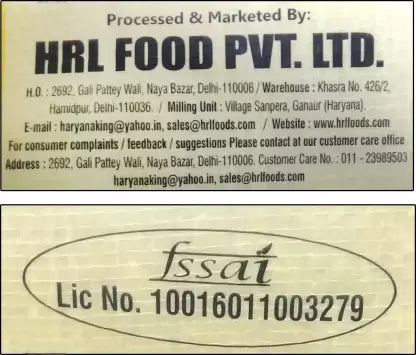 Processed & Marketed By:
HRL FOOD PVT. LTD.
H.O. : 2692, Gali Pattey Wali, Naya Bazar, Delhi-110006 / Warehouse : Khasra No. 426/2,
Hamidpur, Delhi-110036. / Milling Unit : Village Sanpera, Ganaur (Haryana).
E-mail : haryanaking@yahoo.in, sales@hrlfoods.com / Website : www.hrlfoods.com
For consumer complaints / feedback / suggestions Please contact at our customer care office
Address : 2692, Gali Pattey Wali, Naya Bazar, Delhi-110006, Customer Care No. : 011 - 23989503
haryanaking@yahoo.in, sales@hrlfoods.com
fssai
Lic No. 10016011003279